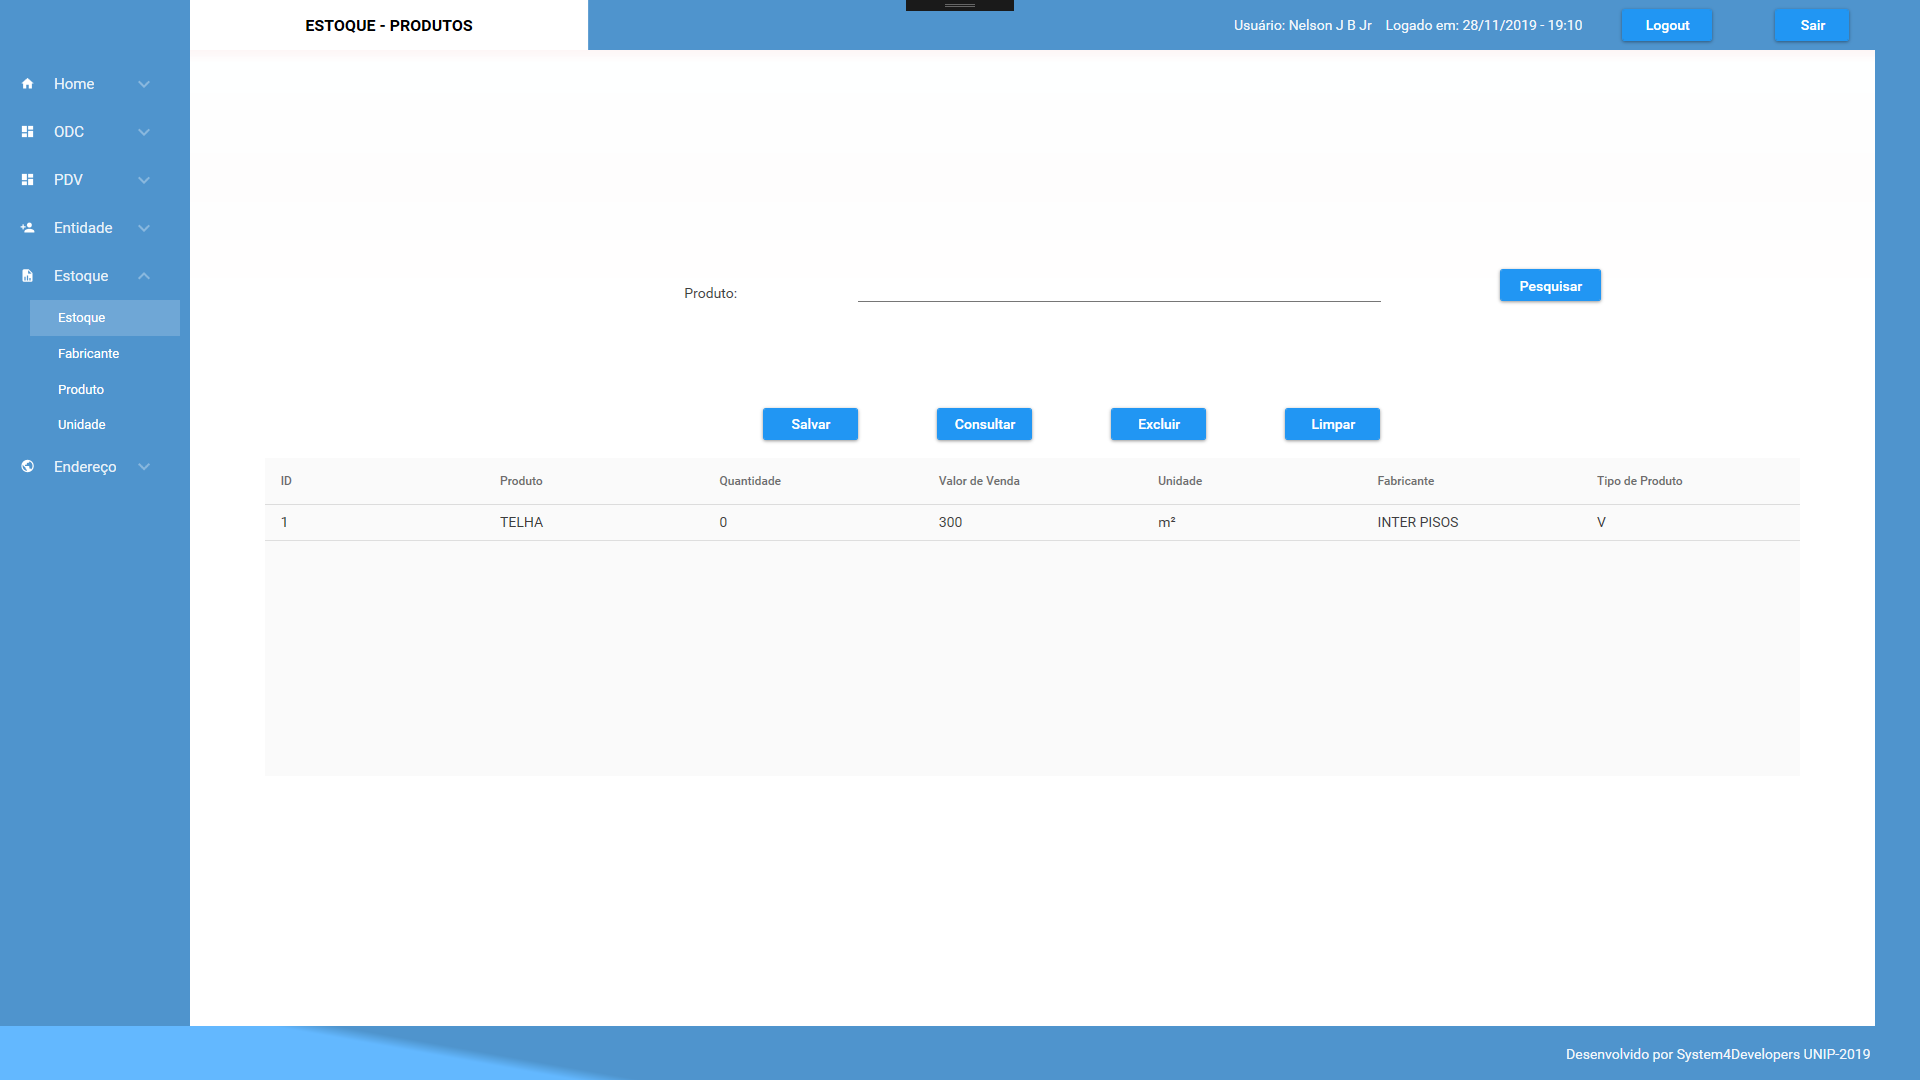 ESTOQUE - PRODUTOS
Usuário: Nelson J B Jr Logado em: 28/11/2019 - 19:10
Logout
Sair
Home
ODC
PDV
Entidade
Estoque
Estoque
Fabricante
Produto
Unidade
Endereço
Produto:
Pesquisar
Salvar Consultar Excluir Limpar
ID Produto Quantidade Valor de Venda Unidade Fabricante Tipo de Produto
1 TELHA 0 300 m² INTER PISOS V
Desenvolvido por System4Developers UNIP-2019